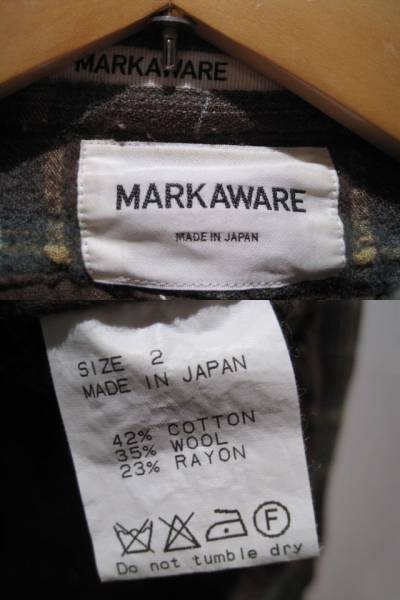 MARKAWARE
MARKAWARE
MADE IN JAPAN
SIZE 2
MADE IN JAPAN
42% COTTON
35% WOOL
23% RAYON
F
Do not tumble dry